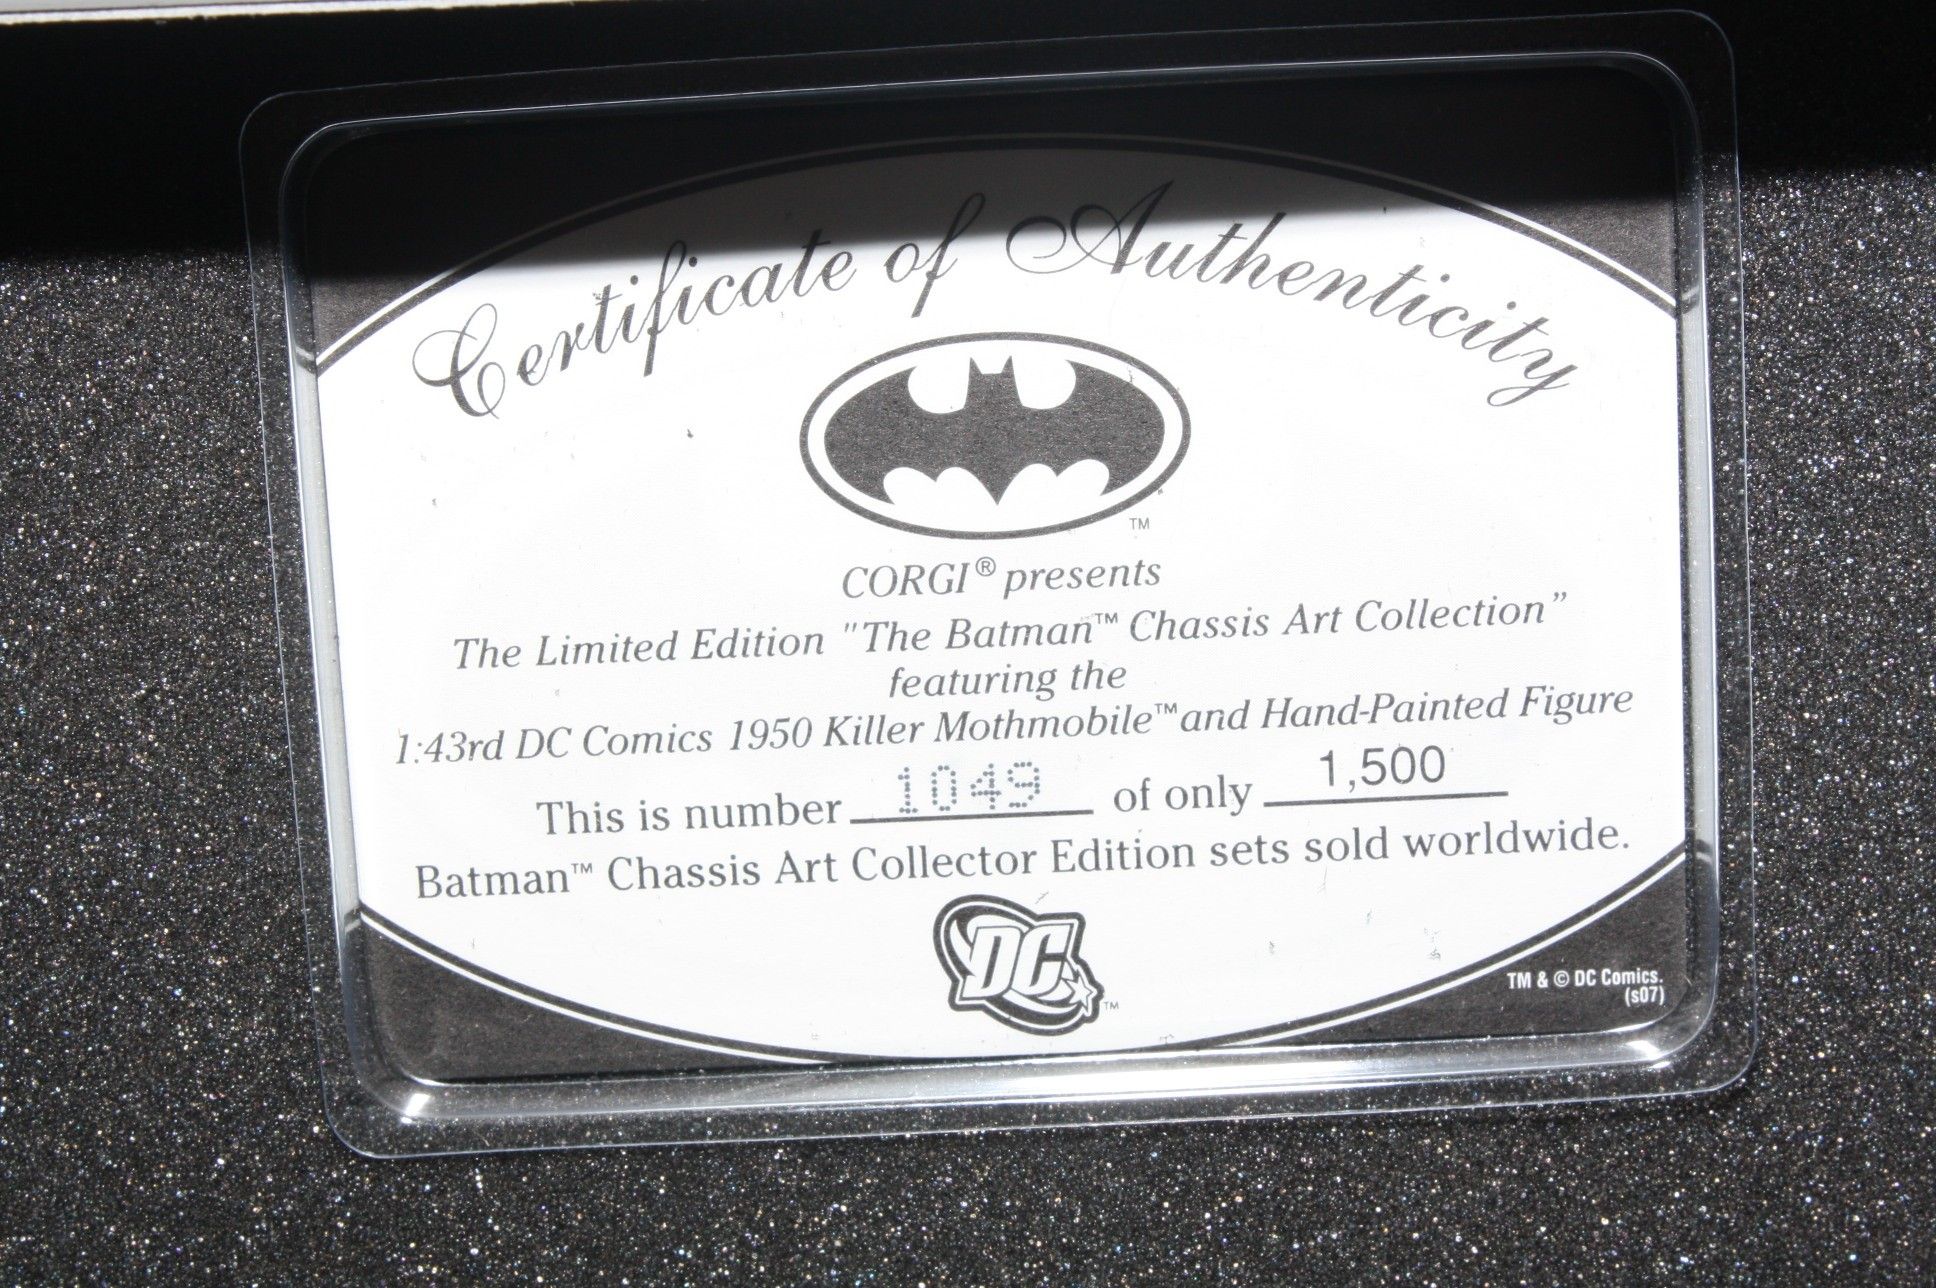 Certificate of Authenticity
TM
CORGI® presents
The Limited Edition "The Batman™ Chassis Art Collection”
featuring the
1:43rd DC Comics 1950 Killer Mothmobile™ and Hand-Painted Figure
This is number 1049 of only 1,500
Batman™ Chassis Art Collector Edition sets sold worldwide.
DC
TM
TM & © DC Comics.
(s07)